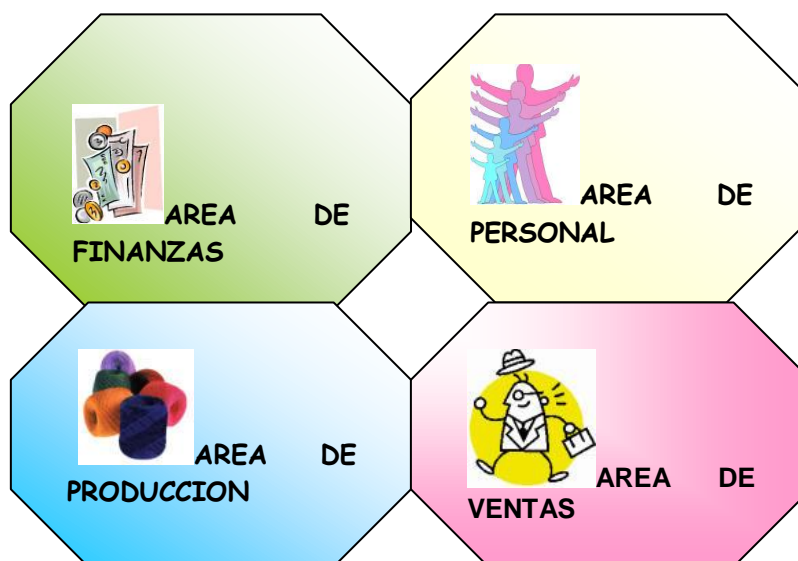 AREA DE
FINANZAS
AREA DE
PERSONAL
AREA DE
PRODUCCION
AREA DE
VENTAS